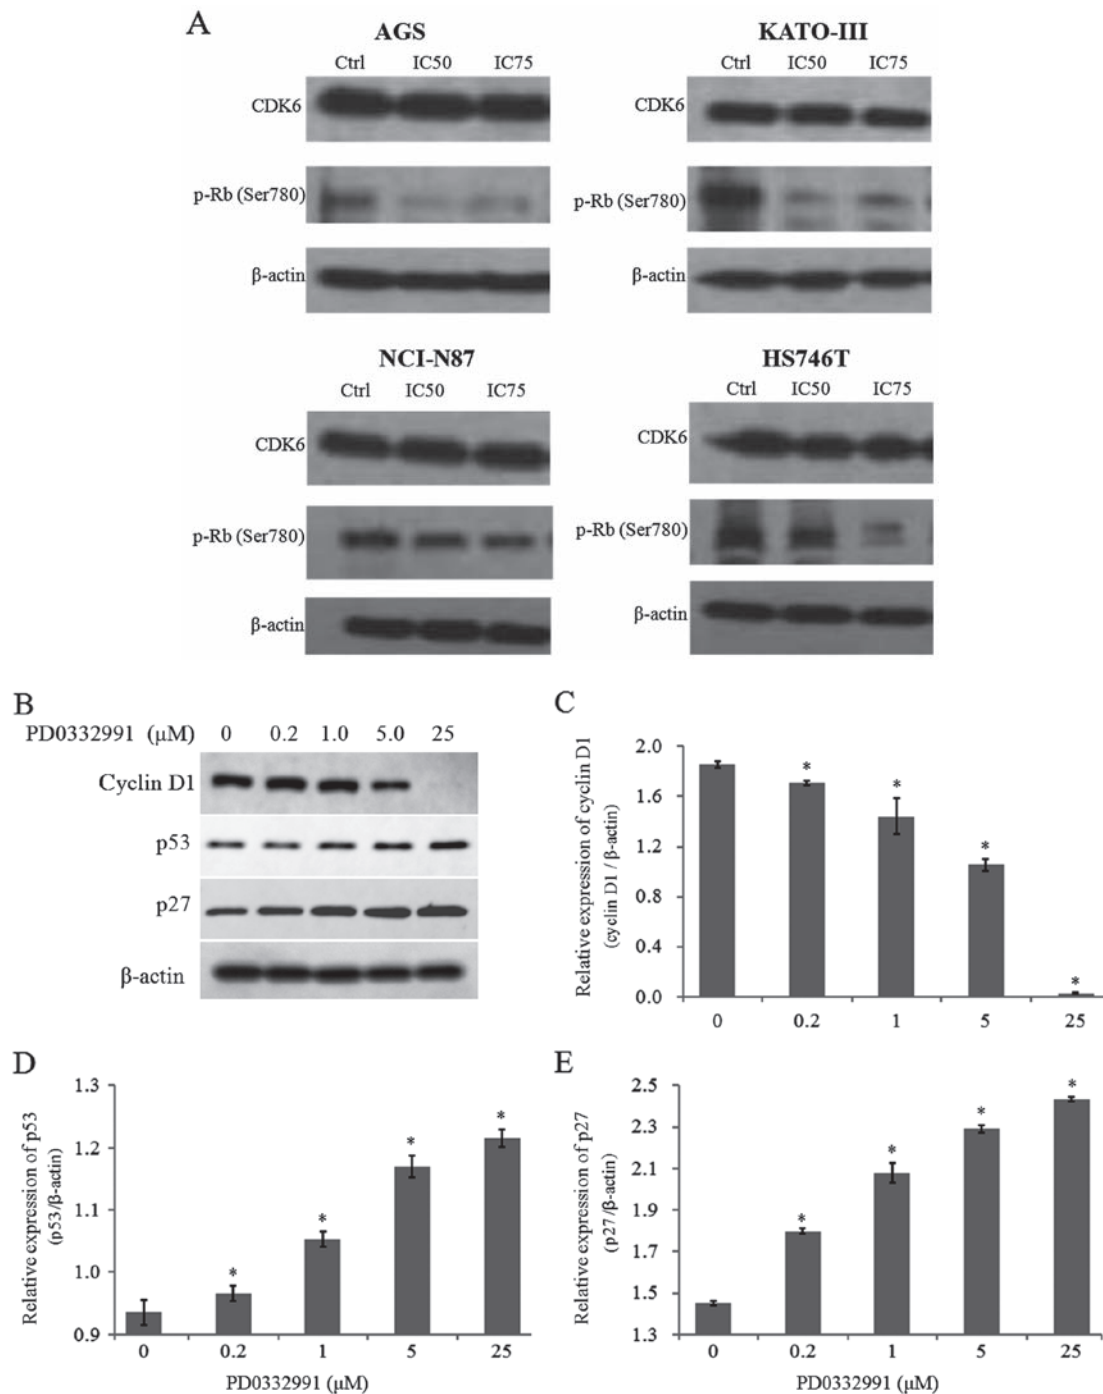 A
AGS
Ctrl IC50 IC75
CDK6
p-Rb (Ser780)
β-actin
KATO-III
Ctrl IC50 IC75
CDK6
p-Rb (Ser780)
β-actin
NCI-N87
Ctrl IC50 IC75
CDK6
p-Rb (Ser780)
β-actin
HS746T
Ctrl IC50 IC75
CDK6
p-Rb (Ser780)
β-actin
B
PD0332991 (μM) 0 0.2 1.0 5.0 25
Cyclin D1
p53
p27
β-actin
C
Relative expression of cyclin D1
(cyclin D1 / β-actin)
2.0
1.6
1.2
0.8
0.4
0.0
* * * *
0 0.2 1 5 25
D
Relative expression of p53
(p53/β-actin)
1.3
1.2
1.1
1.0
0.9
* * * *
0 0.2 1 5 25
PD0332991 (μM)
E
Relative expression of p27
(p27/β-actin)
2.5
2.3
2.1
1.9
1.7
1.5
1.3
* * * *
0 0.2 1 5 25
PD0332991 (μM)